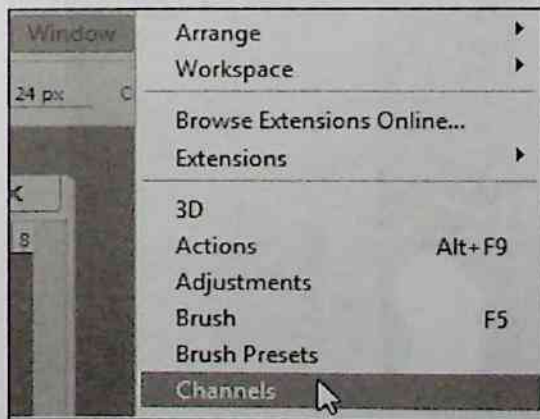 Window
Arrange
Workspace
24 px C
Browse Extensions Online...
Extensions
8
3D
Actions Alt+F9
Adjustments
Brush F5
Brush Presets
Channels